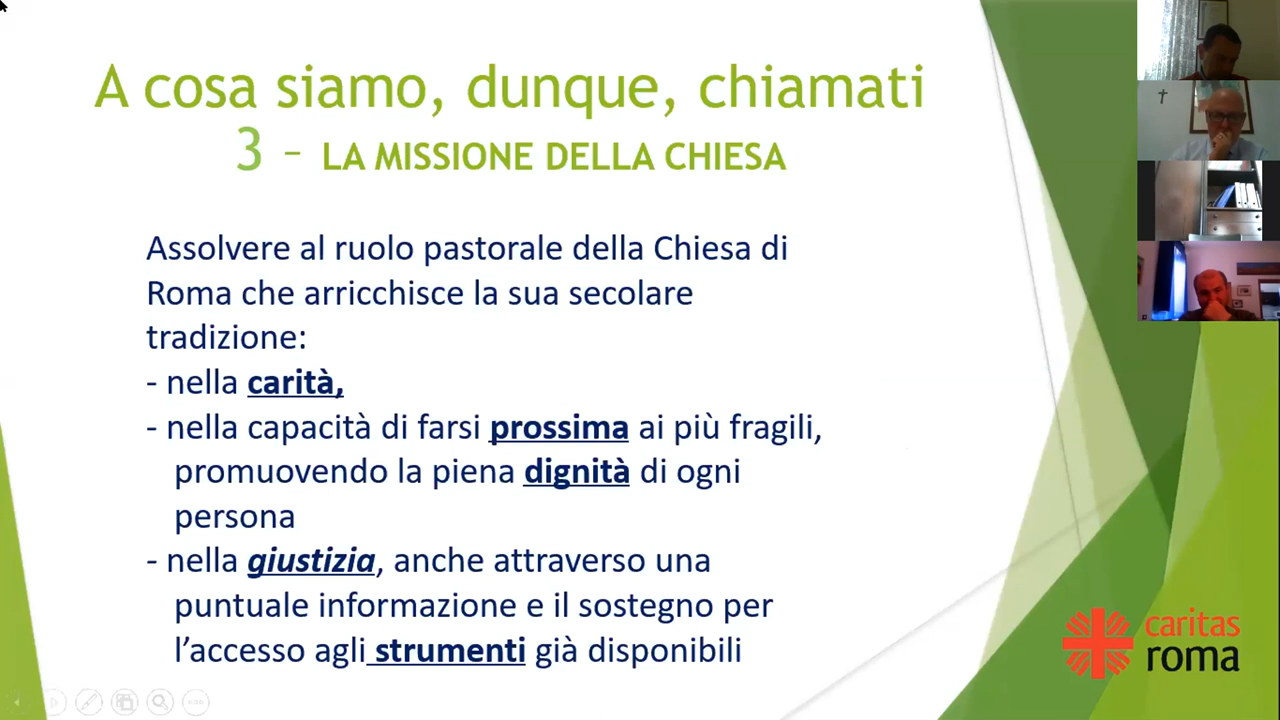 A cosa siamo, dunque, chiamati
3 – LA MISSIONE DELLA CHIESA
Assolvere al ruolo pastorale della Chiesa di
Roma che arricchisce la sua secolare
tradizione:
- nella carità,
- nella capacità di farsi prossima ai più fragili,
promuovendo la piena dignità di ogni
persona
- nella giustizia, anche attraverso una
puntuale informazione e il sostegno per
l’accesso agli strumenti già disponibili
caritas
roma